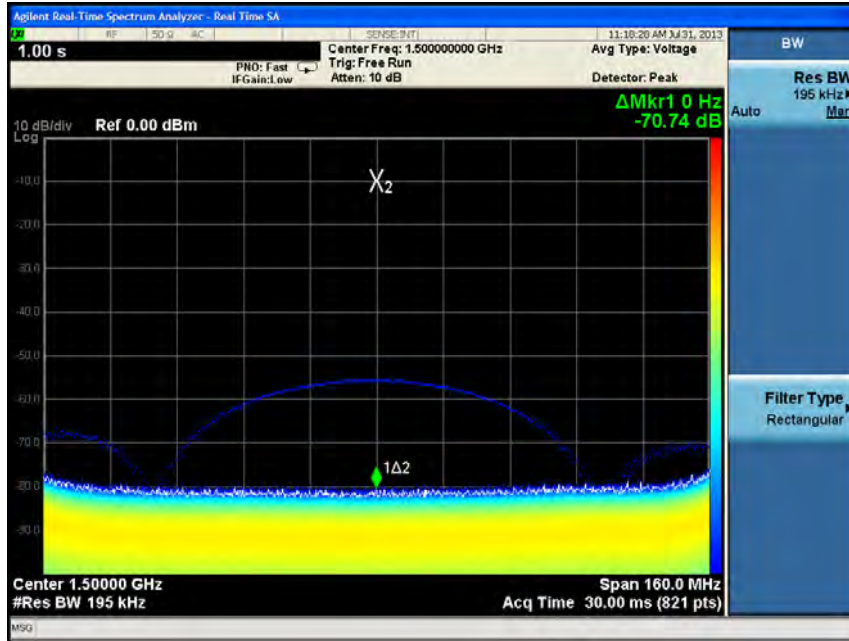 Agilent Real-Time Spectrum Analyzer - Real Time SA
RF 50 Ω AC SENSE:INT 11:18:28 AM Jul 31, 2013
1.00 s
Center Freq: 1.500000000 GHz
Avg Type: Voltage
PNO: Fast
Trig: Free Run
IFGain:Low
Atten: 10 dB
Detector: Peak
ΔMkr1 0 Hz
-70.74 dB
10 dB/div Ref 0.00 dBm
Log
-10.0
X2
-20.0
-30.0
-40.0
-50.0
-60.0
-70.0
1Δ2
-80.0
-90.0
Center 1.50000 GHz
Span 160.0 MHz
#Res BW 195 kHz
Acq Time 30.00 ms (821 pts)
MSG
BW
Res BW
195 kHz
Auto Man
Filter Type
Rectangular